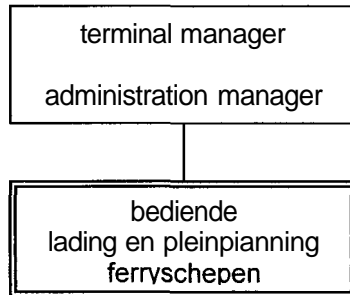 terminal manager
administration manager
bediende
lading en pleinpianning
ferryschepen